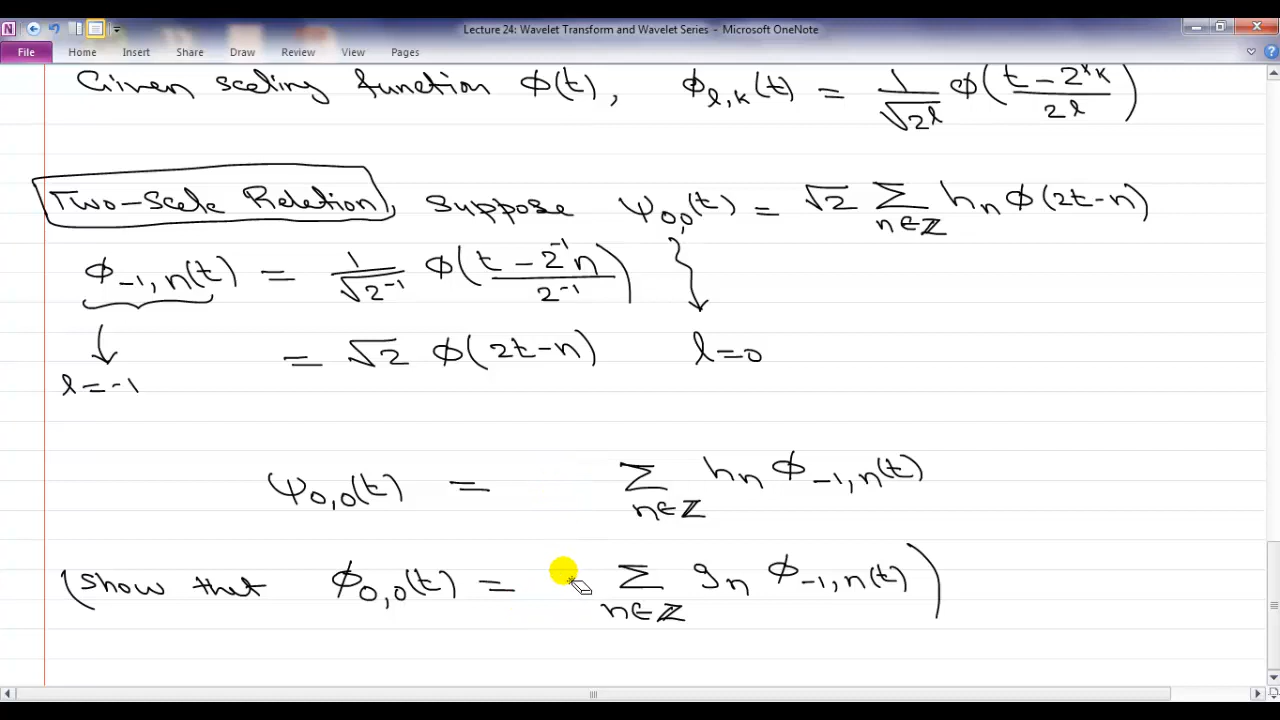 Lecture 24: Wavelet Transform and Wavelet Series - Microsoft OneNote
File Home Insert Share Draw Review View Pages
Given scaling function ϕ(t), ϕ_{l,k}(t) = 1/√2^l ϕ((t - 2^l k)/2^l)
Two-Scale Relation, Suppose ψ_{0,0}(t) = √2 Σ_{n∈ℤ} h_n ϕ(2t-n)
ϕ_{-1,n}(t) = 1/√2^{-1} ϕ((t - 2^{-1}n)/2^{-1})
= √2 ϕ(2t-n) l=0
l=-1
ψ_{0,0}(t) = Σ_{n∈ℤ} h_n ϕ_{-1,n}(t)
(Show that ϕ_{0,0}(t) = Σ_{n∈ℤ} g_n ϕ_{-1,n}(t))